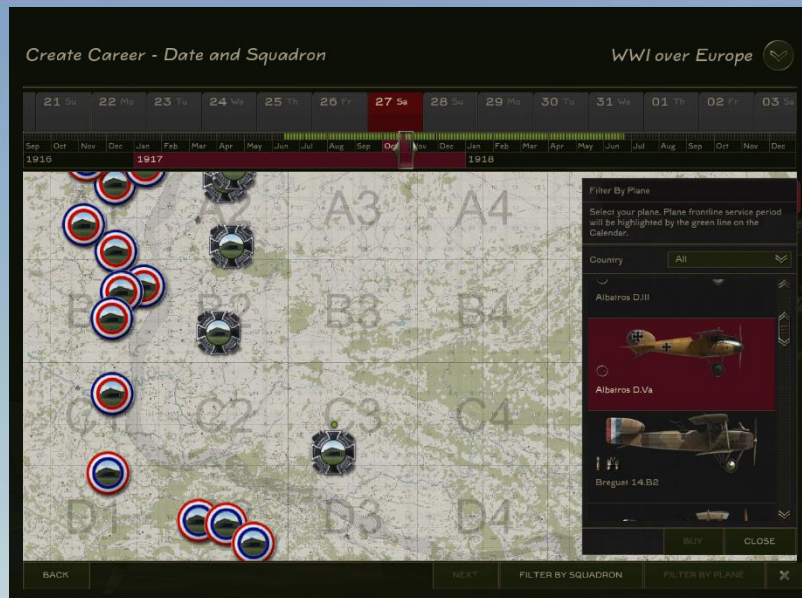 Create Career - Date and Squadron
WWI over Europe
21 Su 22 Mo 23 Tu 24 We 25 Th 26 Fr 27 Sa 28 Su 29 Mo 30 Tu 31 We 01 Th 02 Fr 03 Sa
Sep Oct Nov Dec Jan Feb Mar Apr May Jun Jul Aug Sep Oct Nov Dec Jan Feb Mar Apr May Jun Jul Aug Sep Oct Nov Dec
1916 1917 1918
A2 A3 A4
Filter By Plane
Select your plane. Plane frontline service period
will be highlighted by the green line on the
Calendar.
Country All
Albatros D.III
B2 B3 B4
Albatros D.Va
C1 C2 C3 C4
Breguet 14.B2
D1 D3 D4
BUY CLOSE
BACK NEXT FILTER BY SQUADRON FILTER BY PLANE